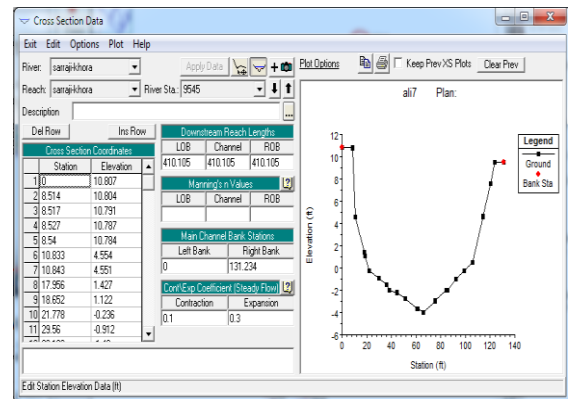 Cross Section Data
Exit Edit Options Plot Help
River: sarraji-khora
Apply Data
Plot Options
Keep Prev XS Plots
Clear Prev
Reach: sarraji-khora
River Sta.: 9545
Description
...
Del Row
Ins Row
Cross Section Coordinates
Station Elevation
1 0 10.807
2 8.514 10.804
3 8.517 10.791
4 8.527 10.787
5 8.54 10.784
6 10.833 4.554
7 10.843 4.551
8 17.956 1.427
9 18.652 1.122
10 21.778 -0.236
11 29.56 -0.912
Downstream Reach Lengths
LOB Channel ROB
410.105 410.105 410.105
Manning's n Values
LOB Channel ROB
Main Channel Bank Stations
Left Bank Right Bank
0 131.234
Cont\Exp Coefficient (Steady Flow)
Contraction Expansion
0.1 0.3
ali7 Plan:
Elevation (ft)
12
10
8
6
4
2
0
-2
-4
-6
0 20 40 60 80 100 120 140
Station (ft)
Legend
Ground
Bank Sta
Edit Station Elevation Data (ft)